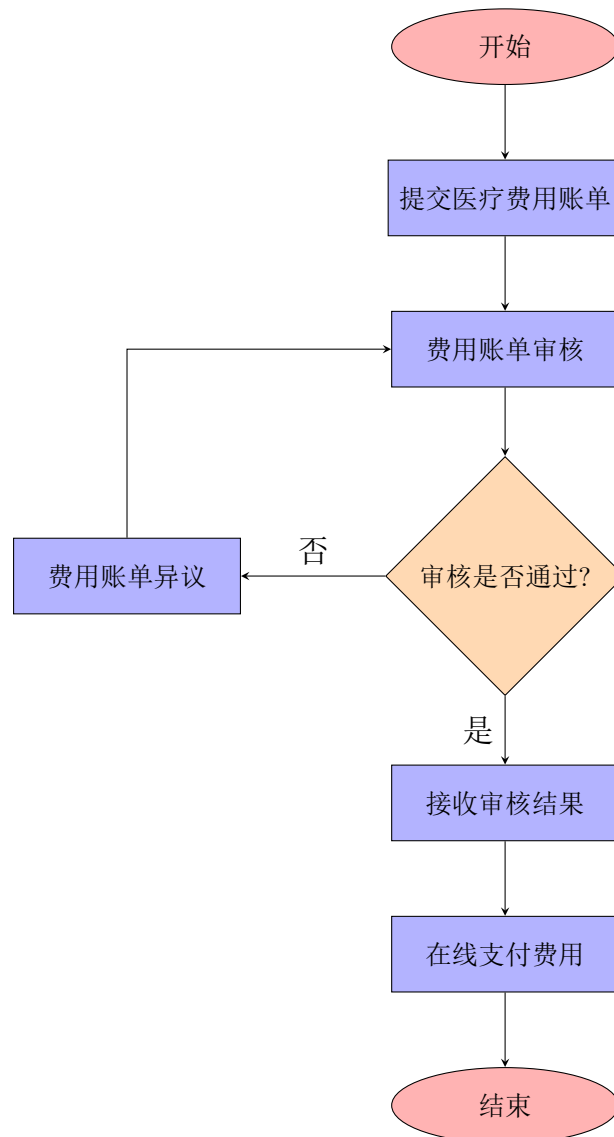 开始
提交医疗费用账单
费用账单审核
审核是否通过?
否
费用账单异议
是
接收审核结果
在线支付费用
结束